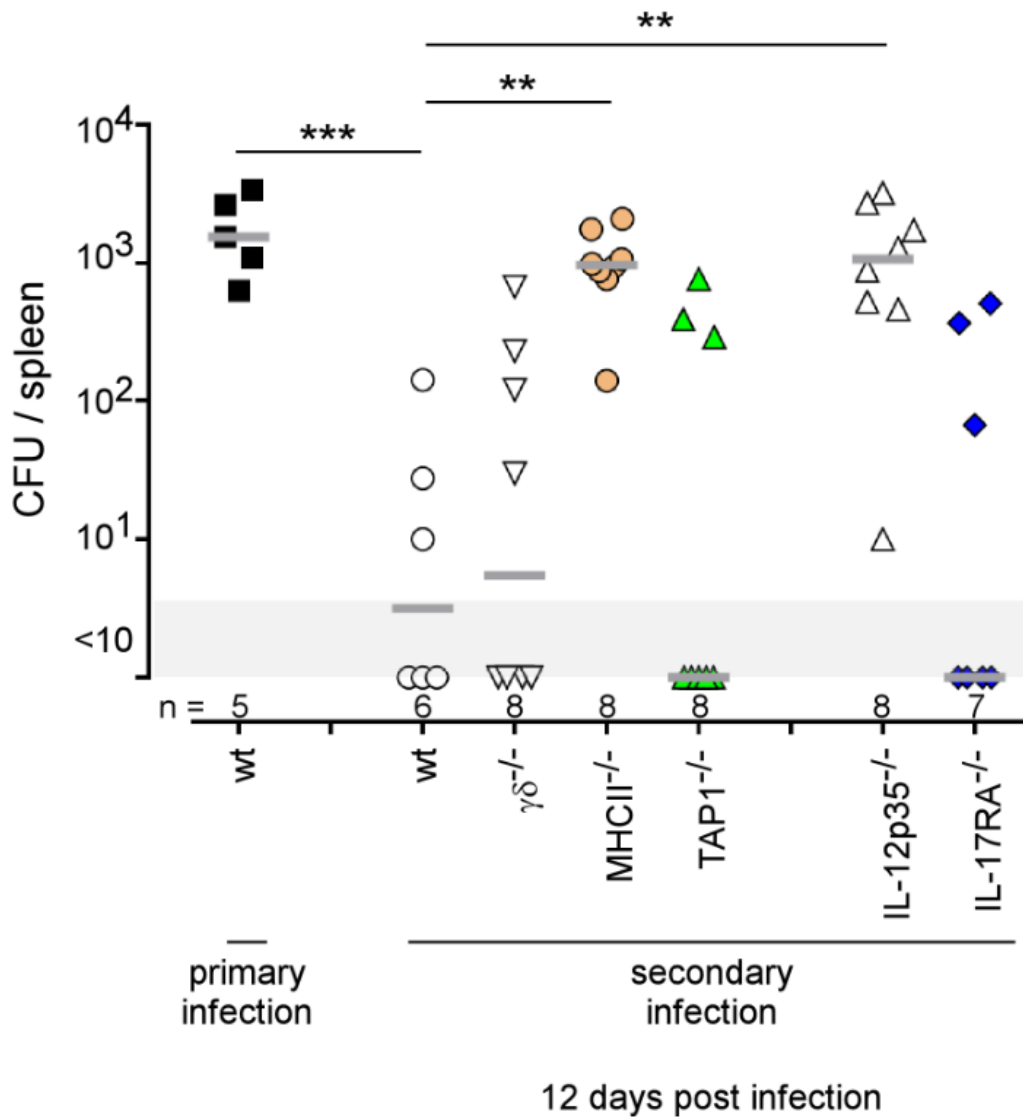 **
**
***
10⁴
10³
10²
10¹
<10
CFU / spleen
n = 5 6 8 8 8 8 7
wt
wt
γδ-/-
MHCII-/-
TAP1-/-
IL-12p35-/-
IL-17RA-/-
primary
infection
secondary
infection
12 days post infection